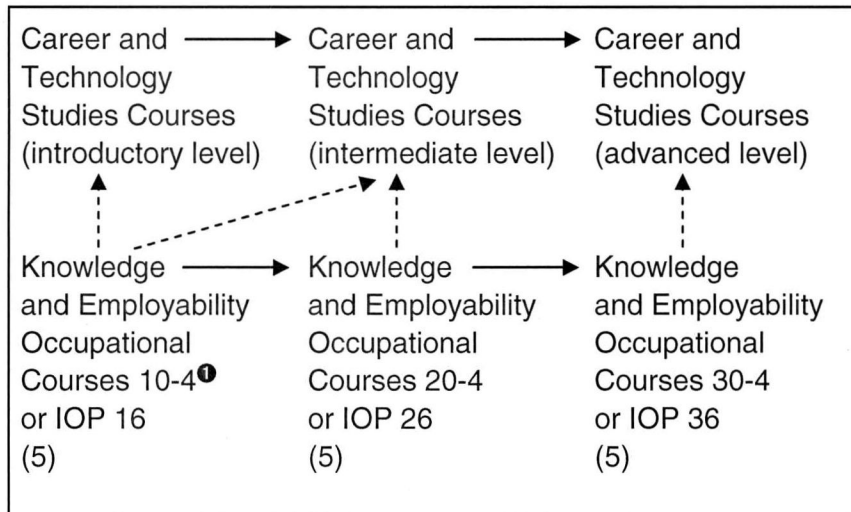 Career and
Technology
Studies Courses
(introductory level)
Career and
Technology
Studies Courses
(intermediate level)
Career and
Technology
Studies Courses
(advanced level)
Knowledge
and Employability
Occupational
Courses 10-4❶
or IOP 16
(5)
Knowledge
and Employability
Occupational
Courses 20-4
or IOP 26
(5)
Knowledge
and Employability
Occupational
Courses 30-4
or IOP 36
(5)